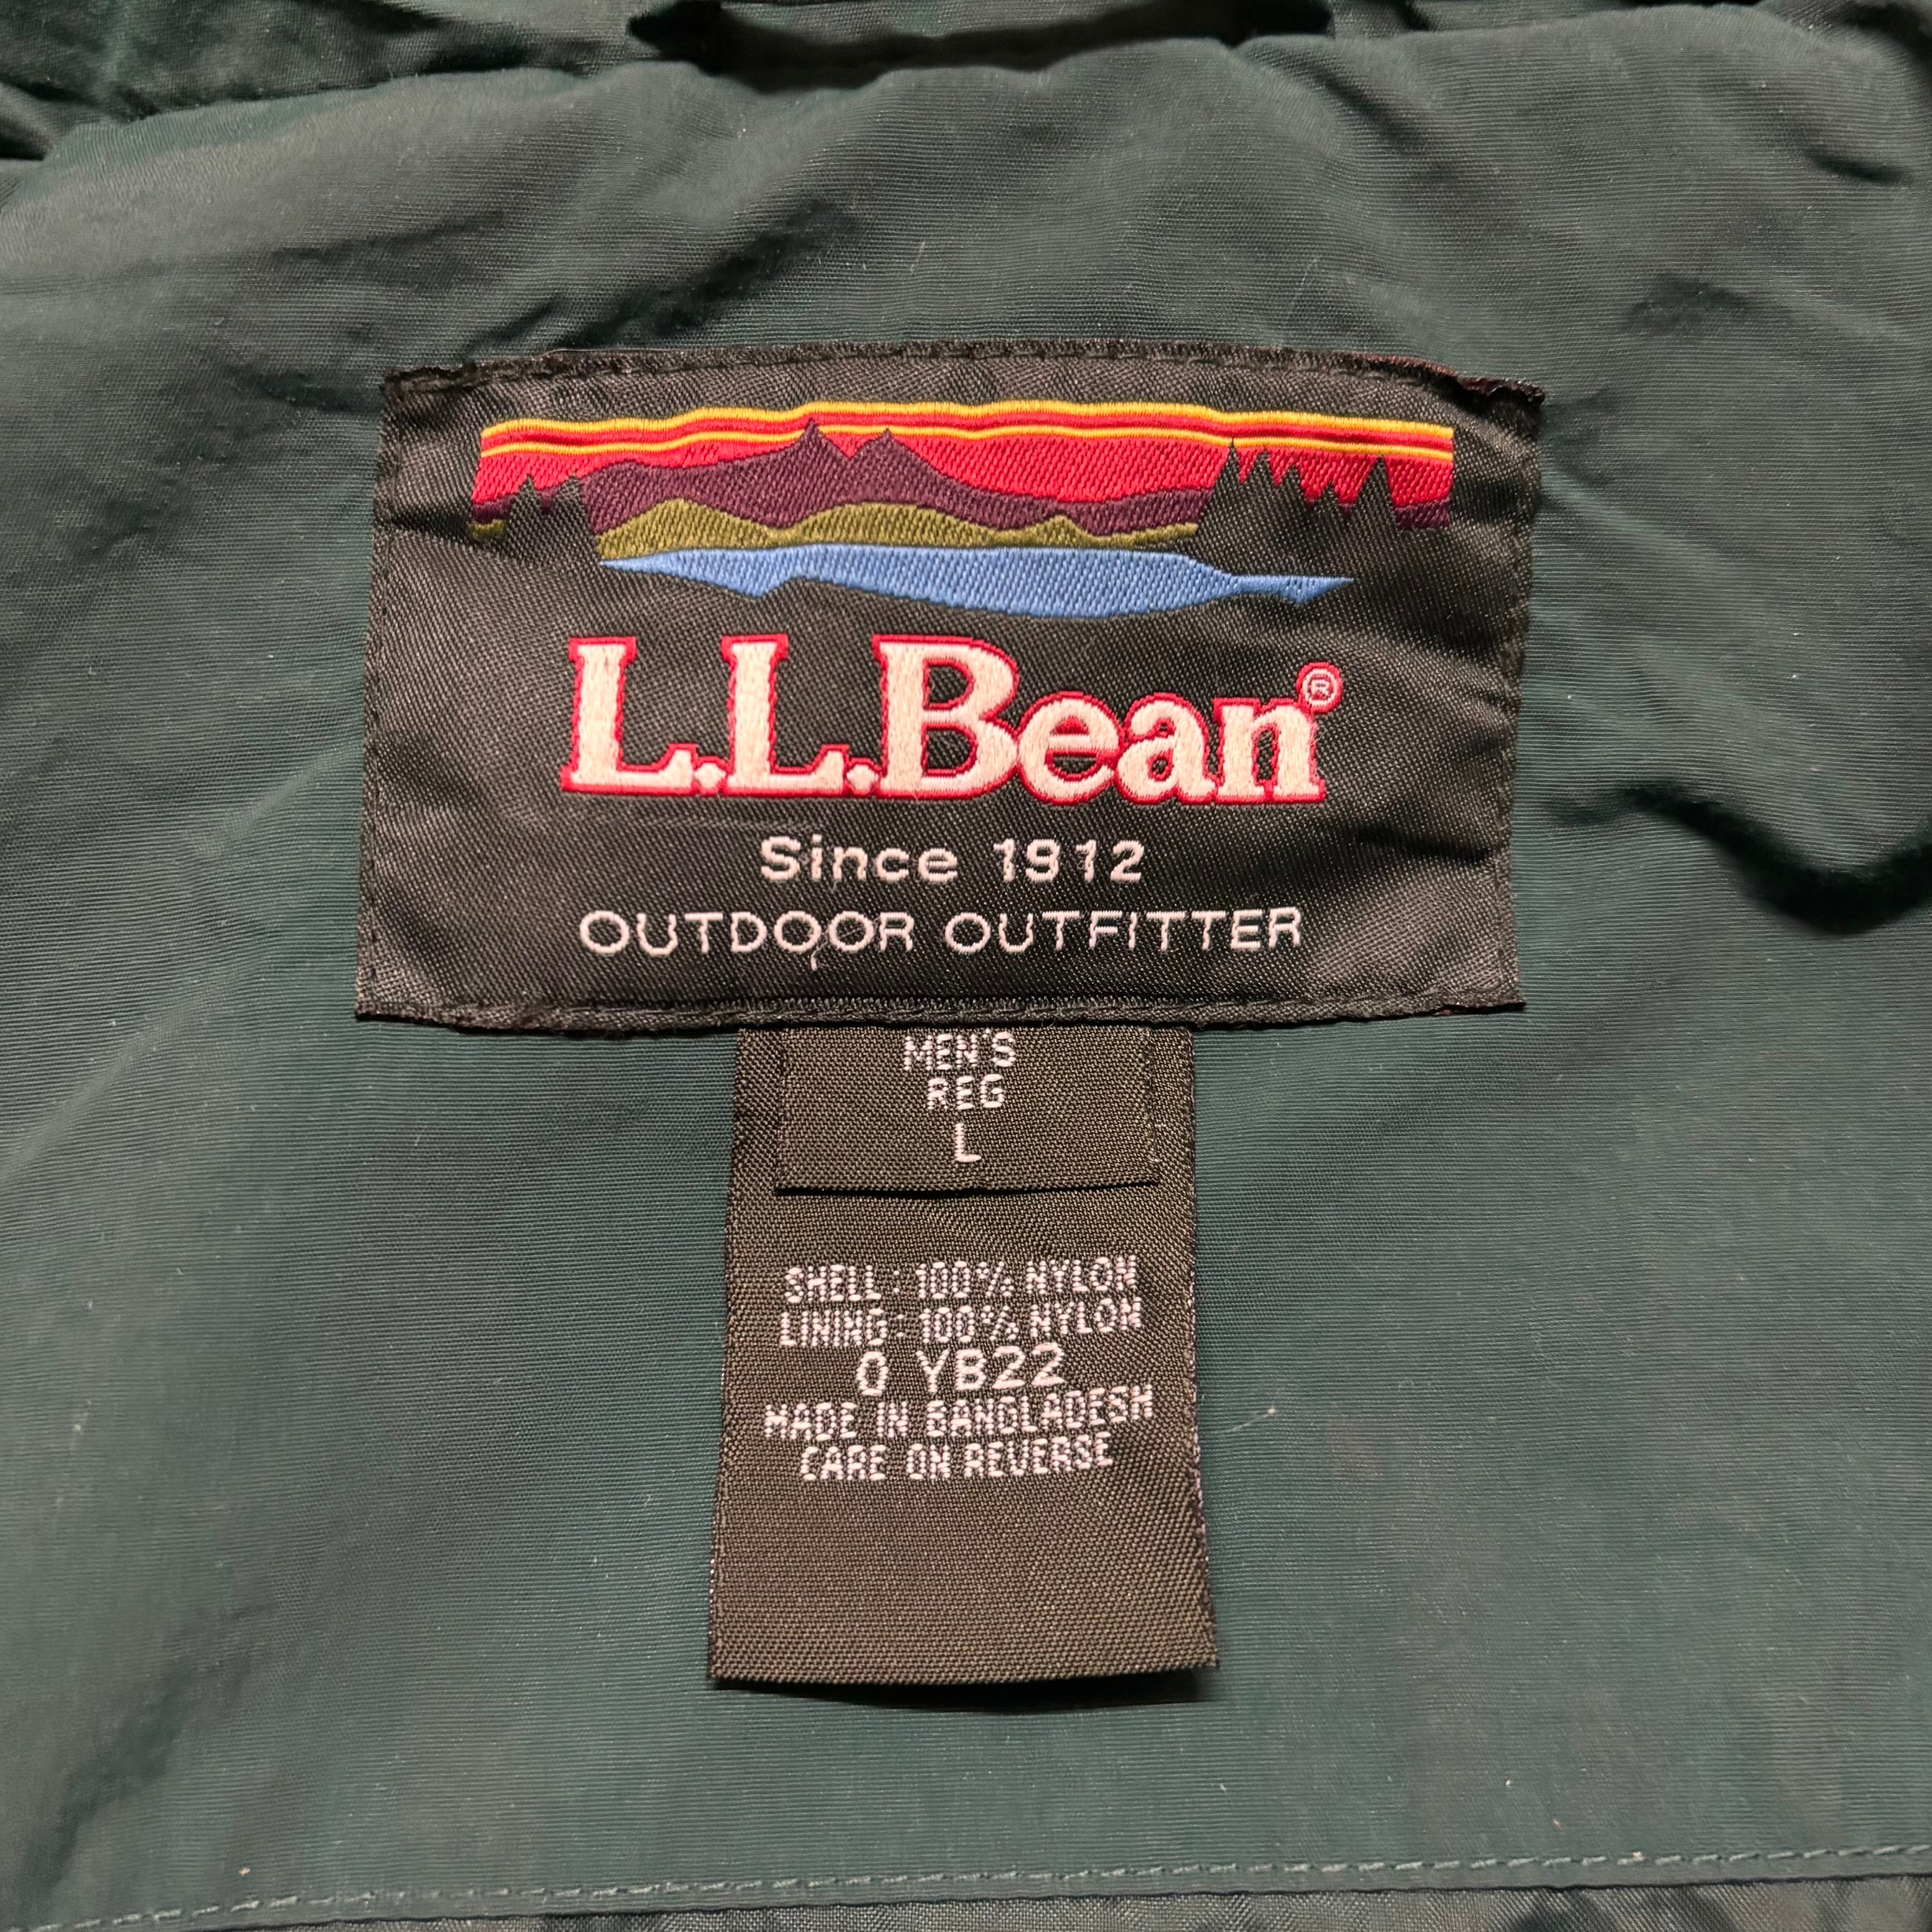 L.L.Bean®
Since 1912
OUTDOOR OUTFITTER
MEN'S
REG
L
SHELL : 100% NYLON
LINING : 100% NYLON
0 YB22
MADE IN BANGLADESH
CARE ON REVERSE